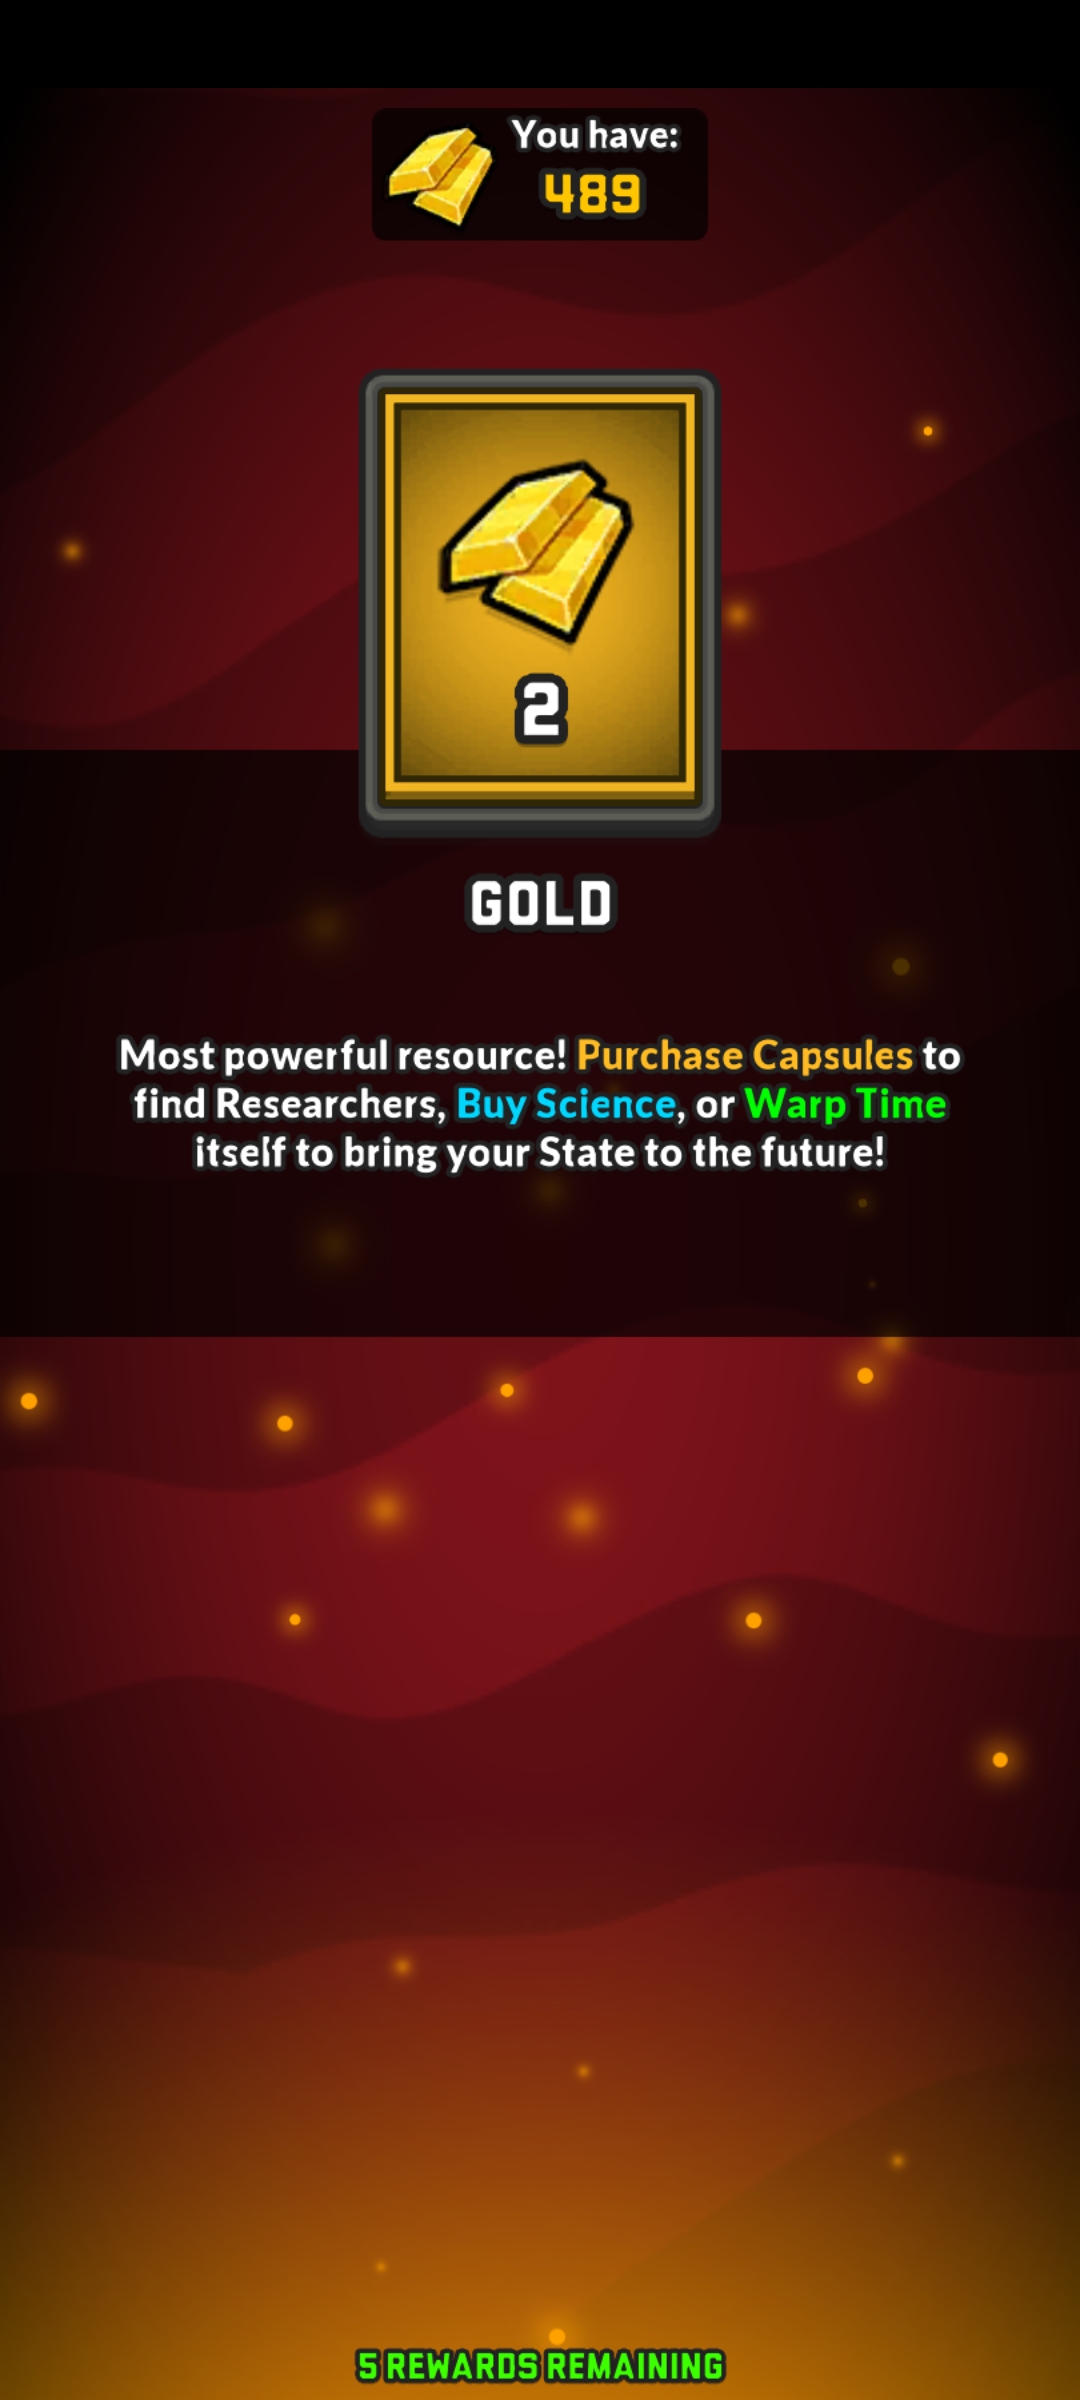 You have:
489
2
GOLD
Most powerful resource! Purchase Capsules to
find Researchers, Buy Science, or Warp Time
itself to bring your State to the future!
5 REWARDS REMAINING